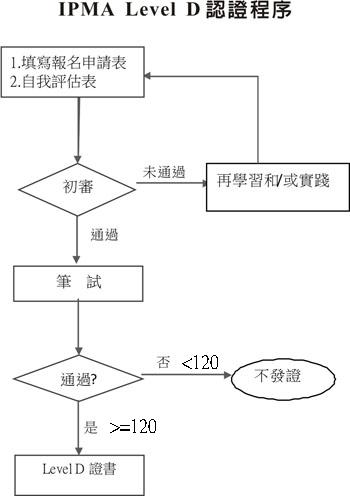 IPMA Level D 認證程序
1.填寫報名申請表
2.自我評估表
初審
未通過
再學習和/或實踐
通過
筆 試
通過?
否 <120
不發證
是 >=120
Level D 證書